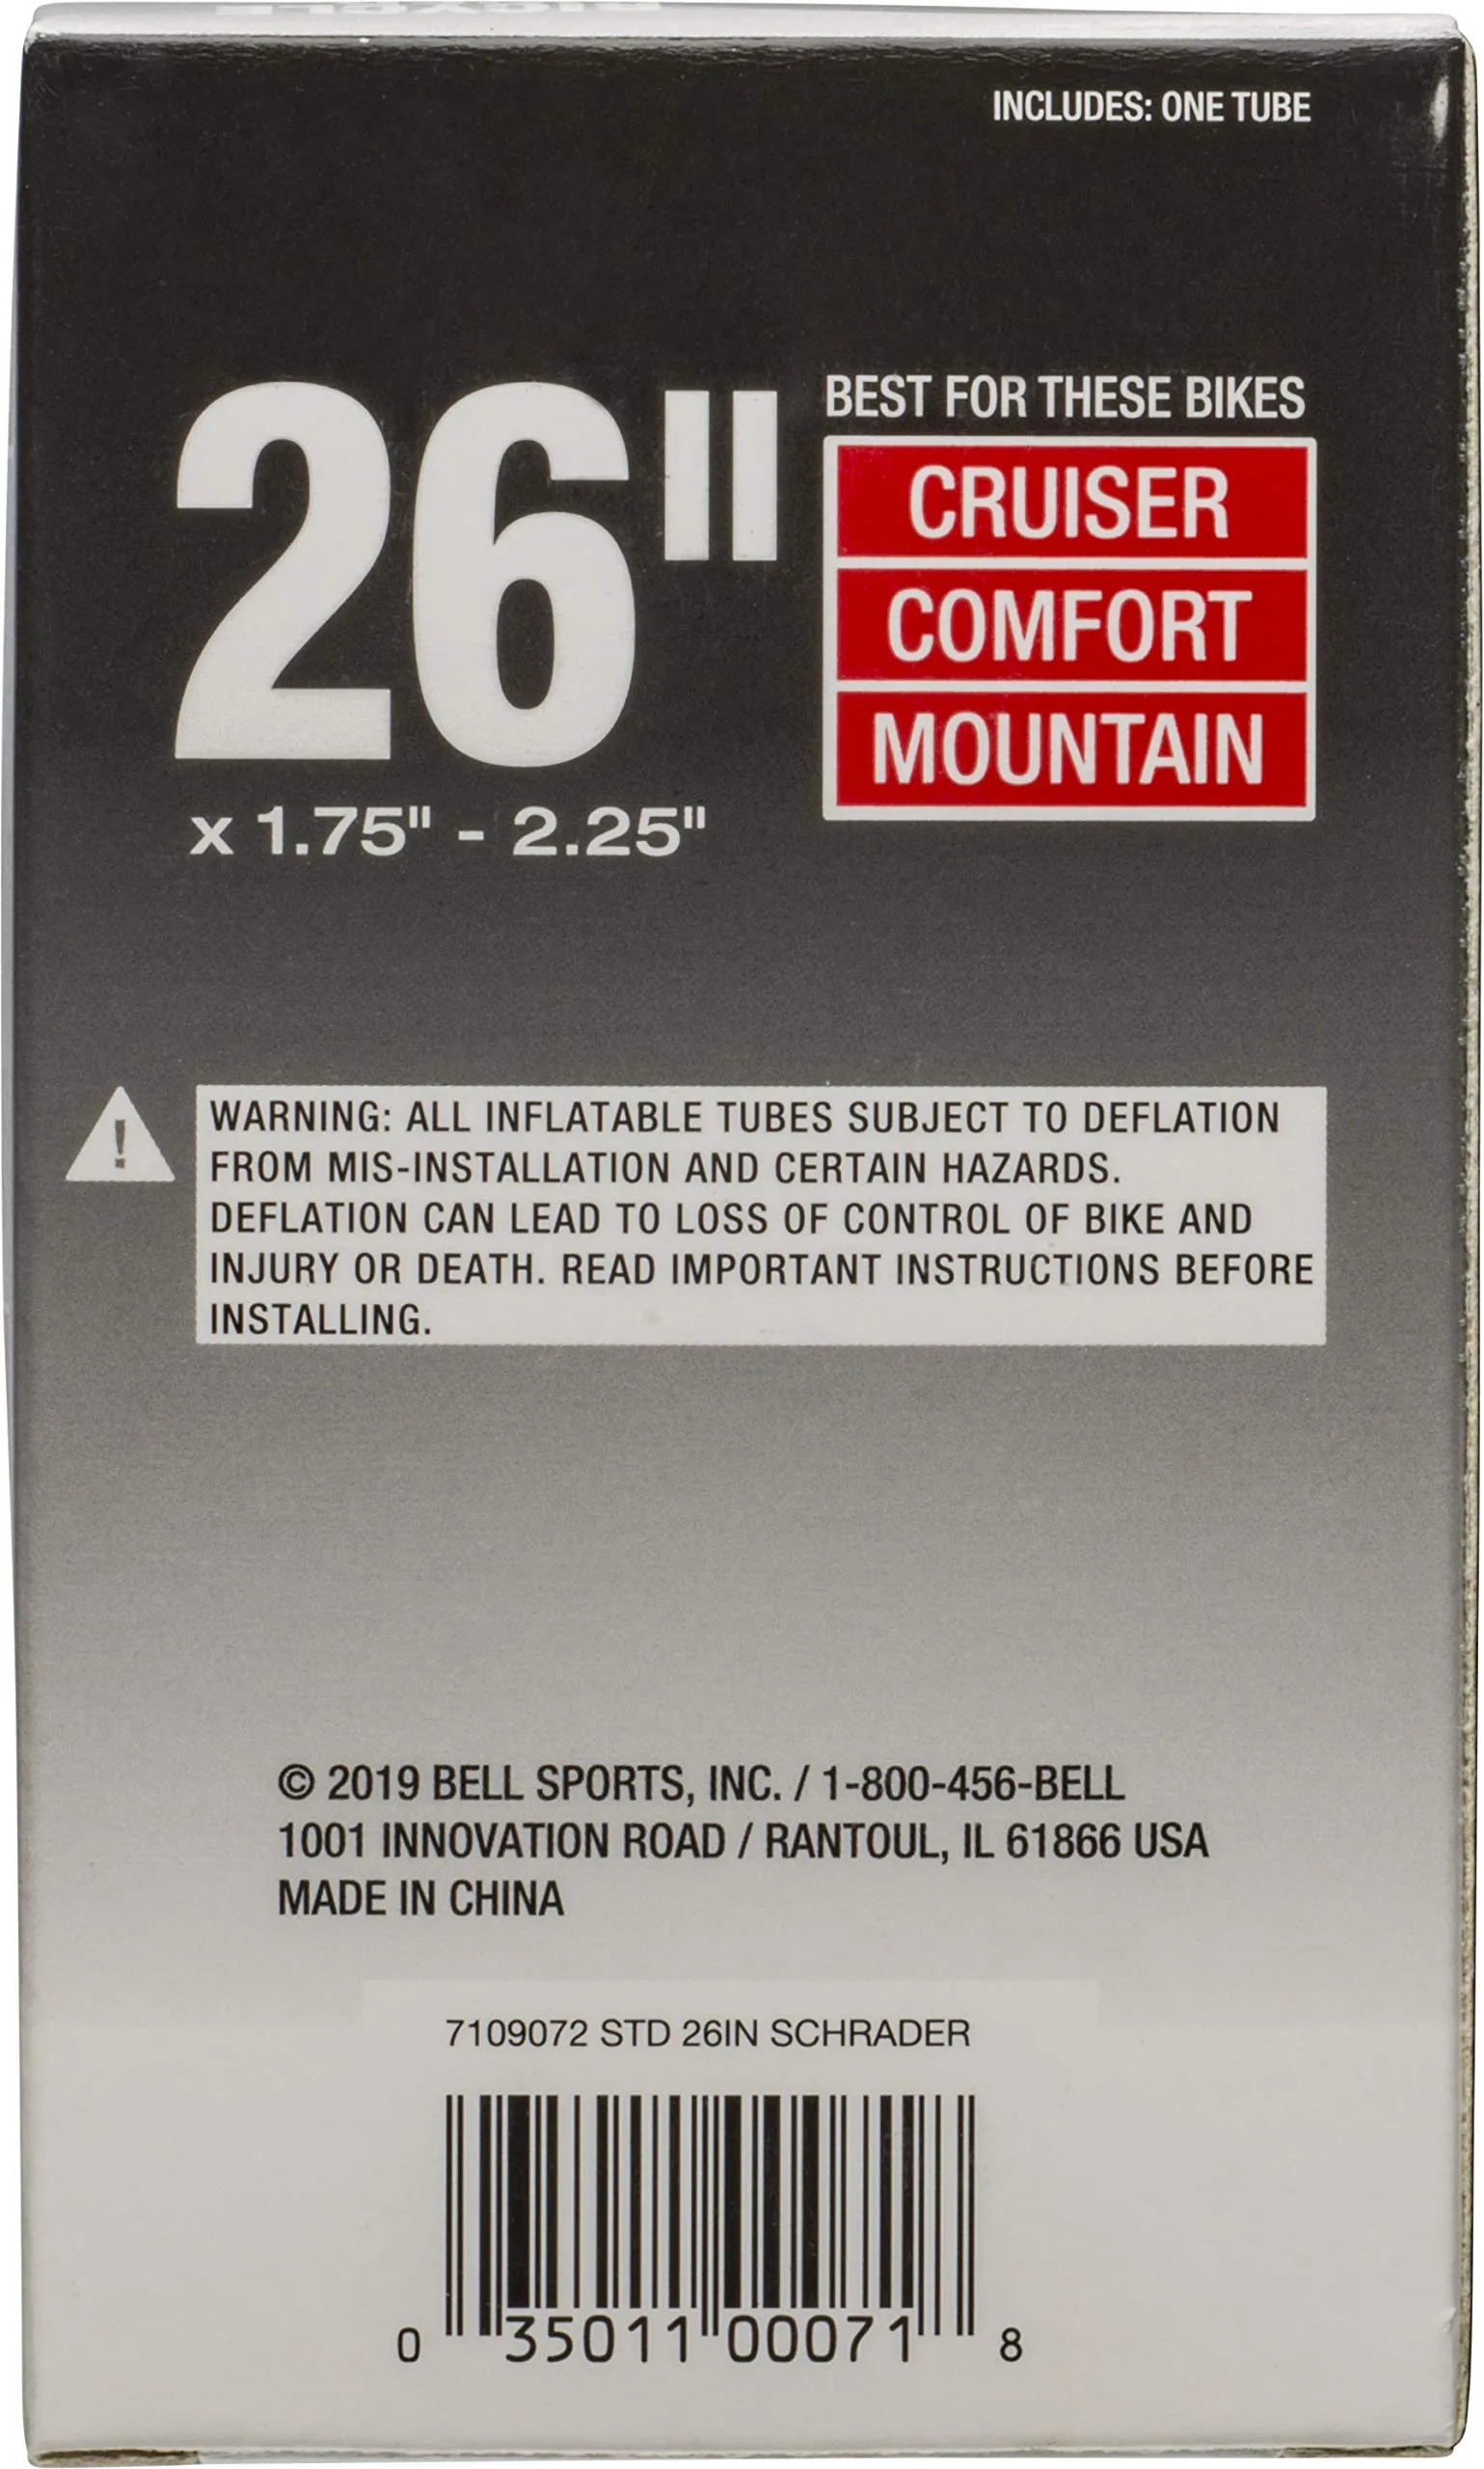 INCLUDES: ONE TUBE
26"
x 1.75" - 2.25"
BEST FOR THESE BIKES
CRUISER
COMFORT
MOUNTAIN
!
WARNING: ALL INFLATABLE TUBES SUBJECT TO DEFLATION
FROM MIS-INSTALLATION AND CERTAIN HAZARDS.
DEFLATION CAN LEAD TO LOSS OF CONTROL OF BIKE AND
INJURY OR DEATH. READ IMPORTANT INSTRUCTIONS BEFORE
INSTALLING.
© 2019 BELL SPORTS, INC. / 1-800-456-BELL
1001 INNOVATION ROAD / RANTOUL, IL 61866 USA
MADE IN CHINA
7109072 STD 26IN SCHRADER
0 35011 00071 8